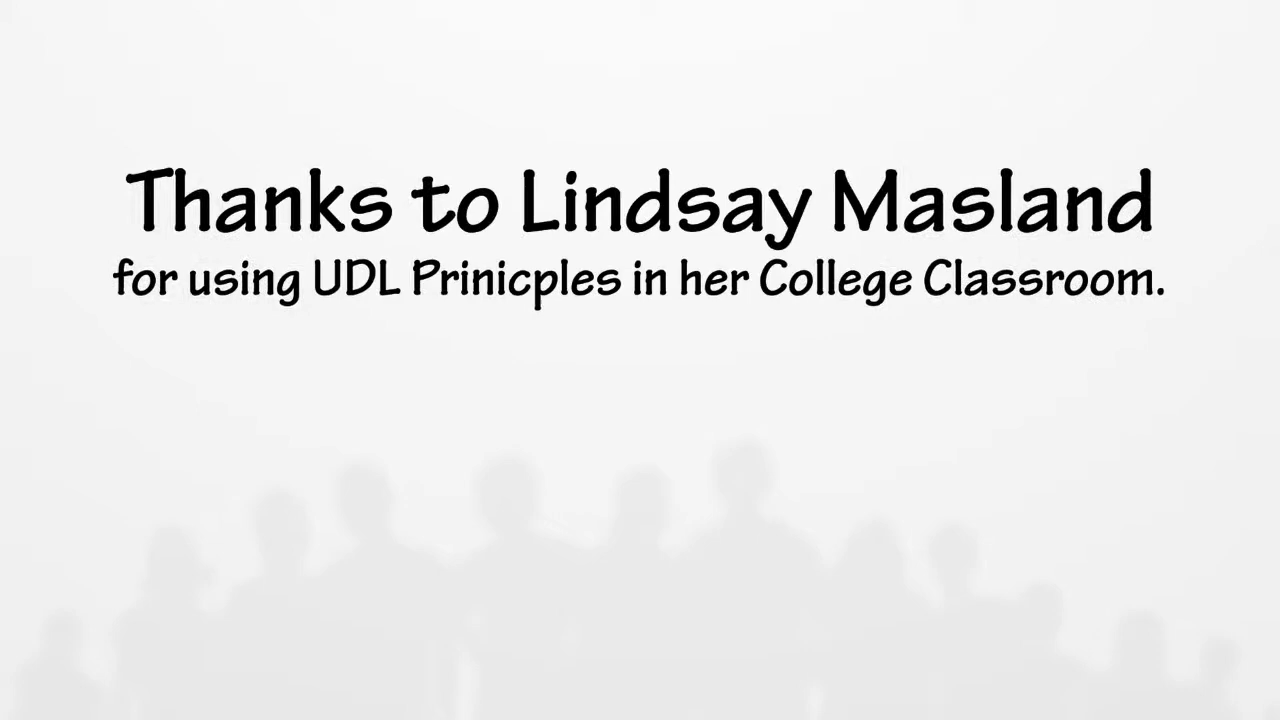 Thanks to Lindsay Masland
for using UDL Prinicples in her College Classroom.